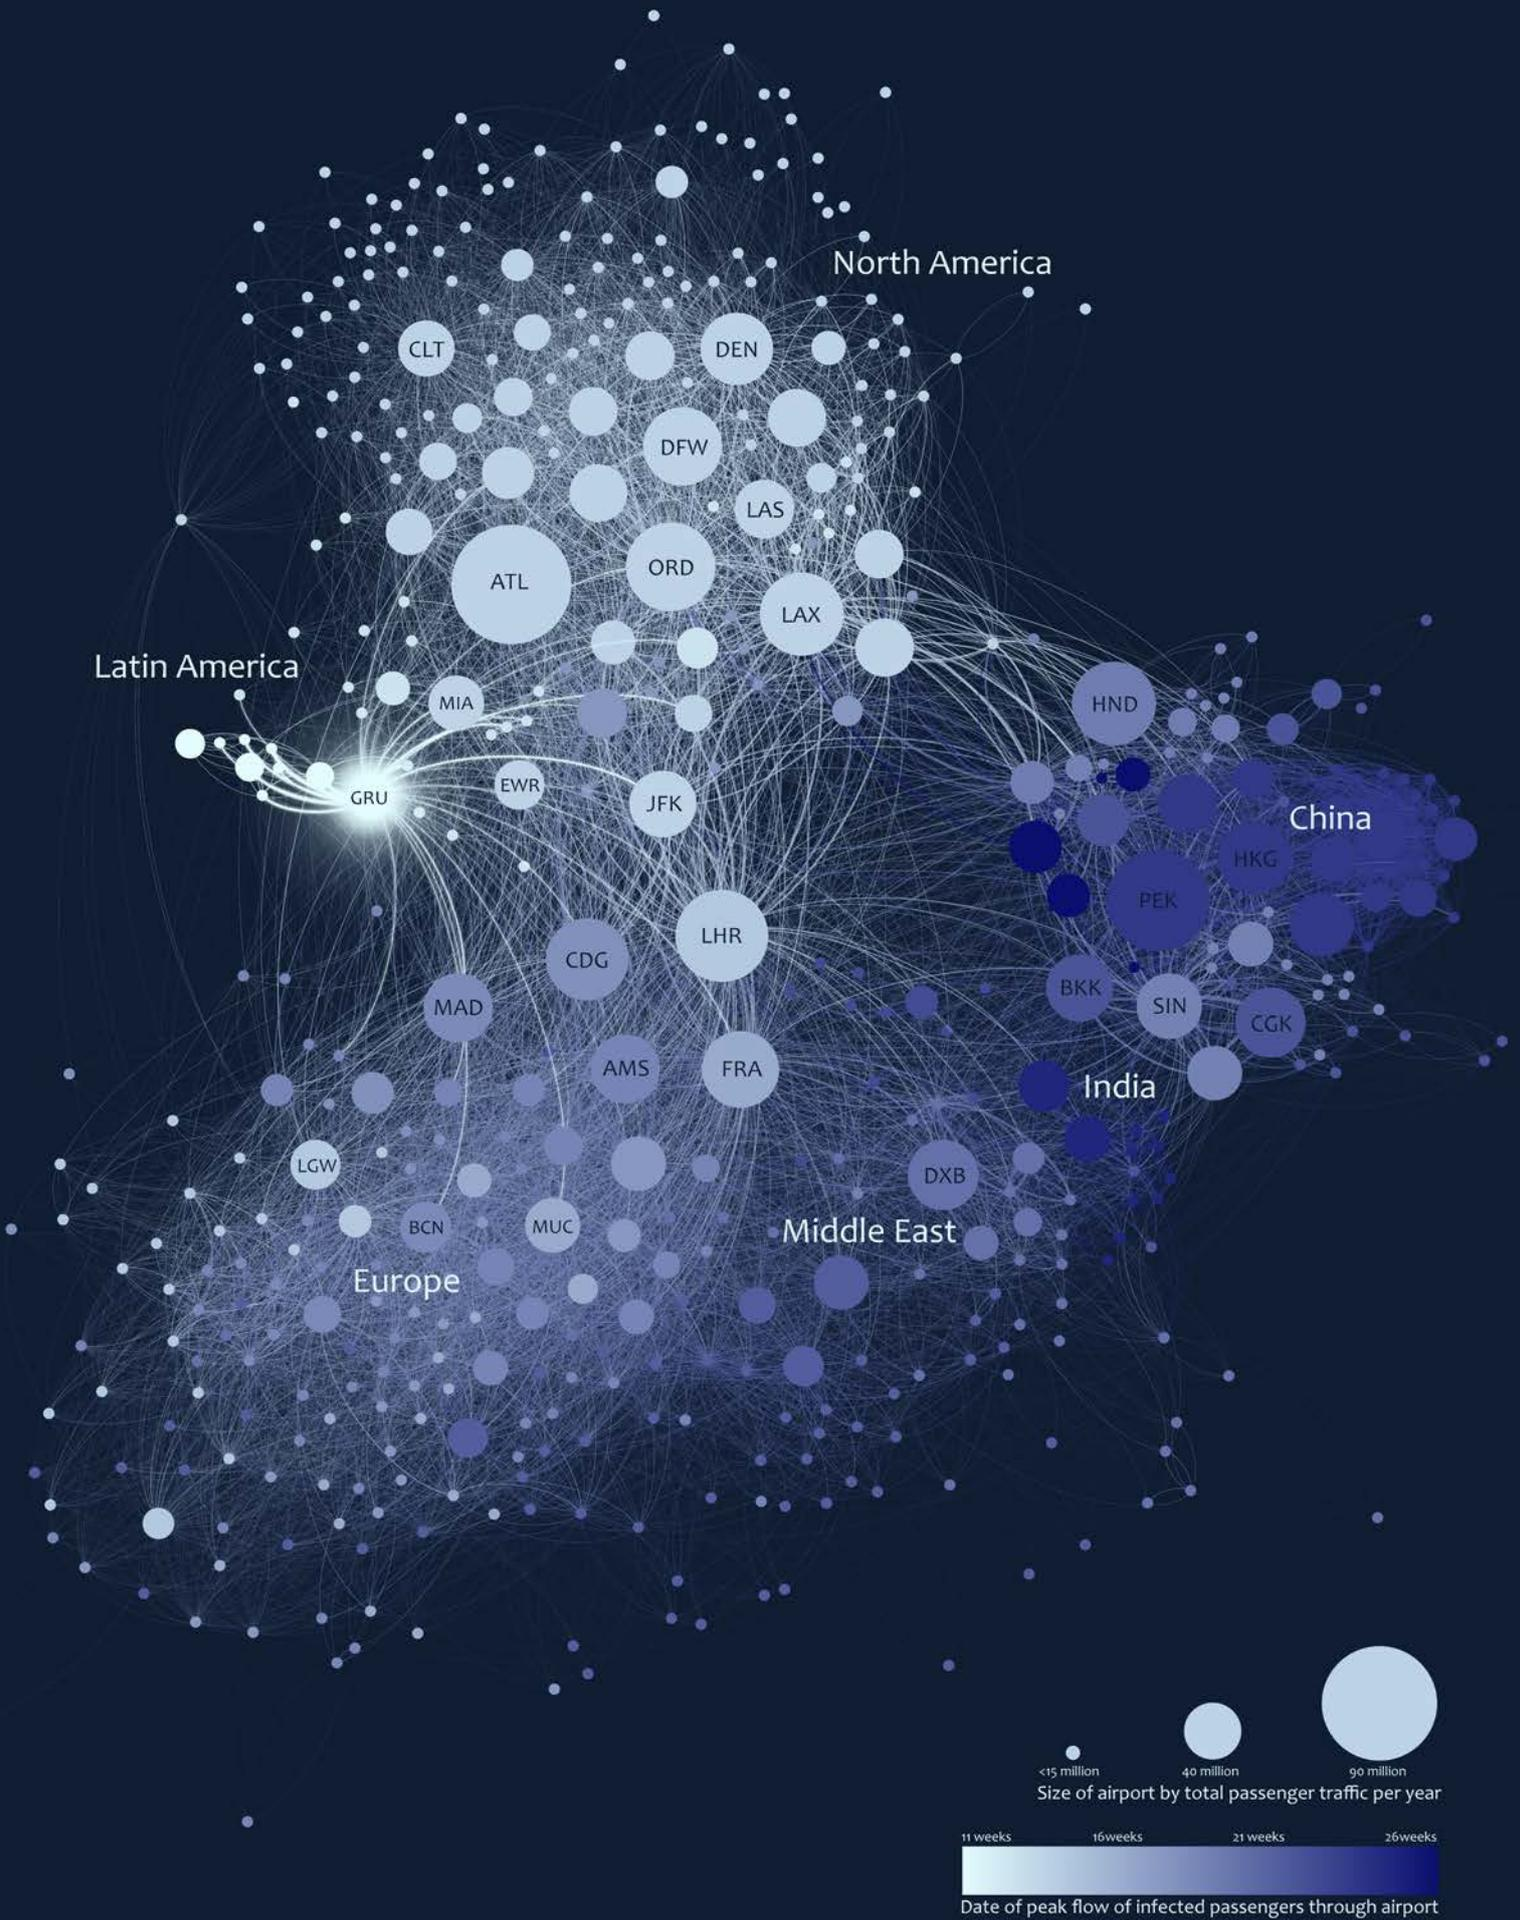 North America
CLT
DEN
DFW
LAS
ATL
ORD
LAX
Latin America
MIA
HND
GRU
EWR
JFK
China
HKG
PEK
LHR
CDG
BKK
MAD
SIN
CGK
AMS
FRA
India
LGW
DXB
BCN
MUC
Middle East
Europe
<15 million
40 million
90 million
Size of airport by total passenger traffic per year
11 weeks
16weeks
21 weeks
26weeks
Date of peak flow of infected passengers through airport